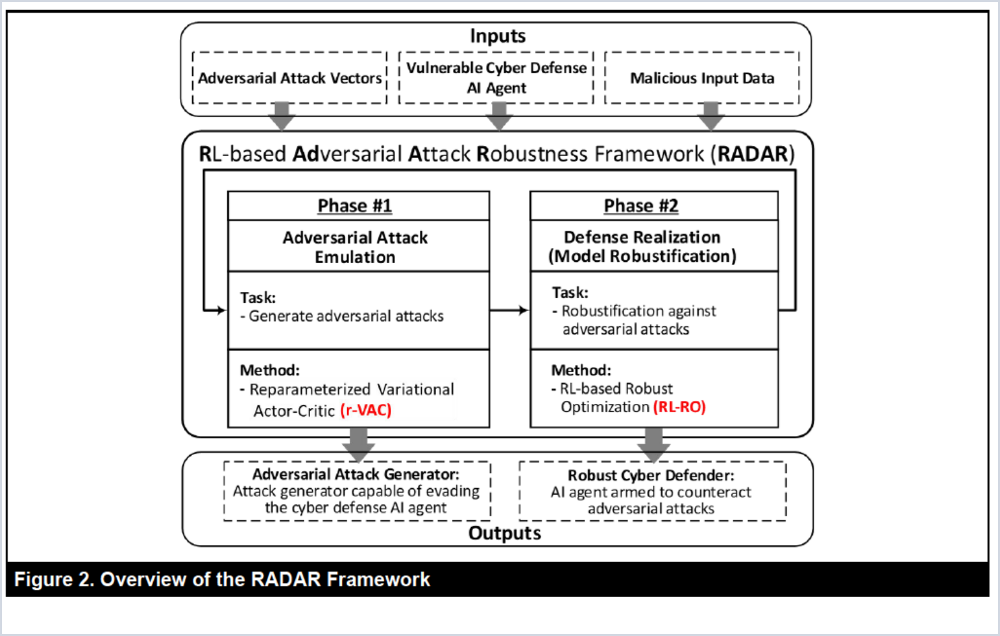 Inputs
Adversarial Attack Vectors
Vulnerable Cyber Defense
AI Agent
Malicious Input Data
RL-based Adversarial Attack Robustness Framework (RADAR)
Phase #1
Adversarial Attack
Emulation
Task:
- Generate adversarial attacks
Method:
- Reparameterized Variational
Actor-Critic (r-VAC)
Phase #2
Defense Realization
(Model Robustification)
Task:
- Robustification against
adversarial attacks
Method:
- RL-based Robust
Optimization (RL-RO)
Adversarial Attack Generator:
Attack generator capable of evading
the cyber defense AI agent
Robust Cyber Defender:
AI agent armed to counteract
adversarial attacks
Outputs
Figure 2. Overview of the RADAR Framework